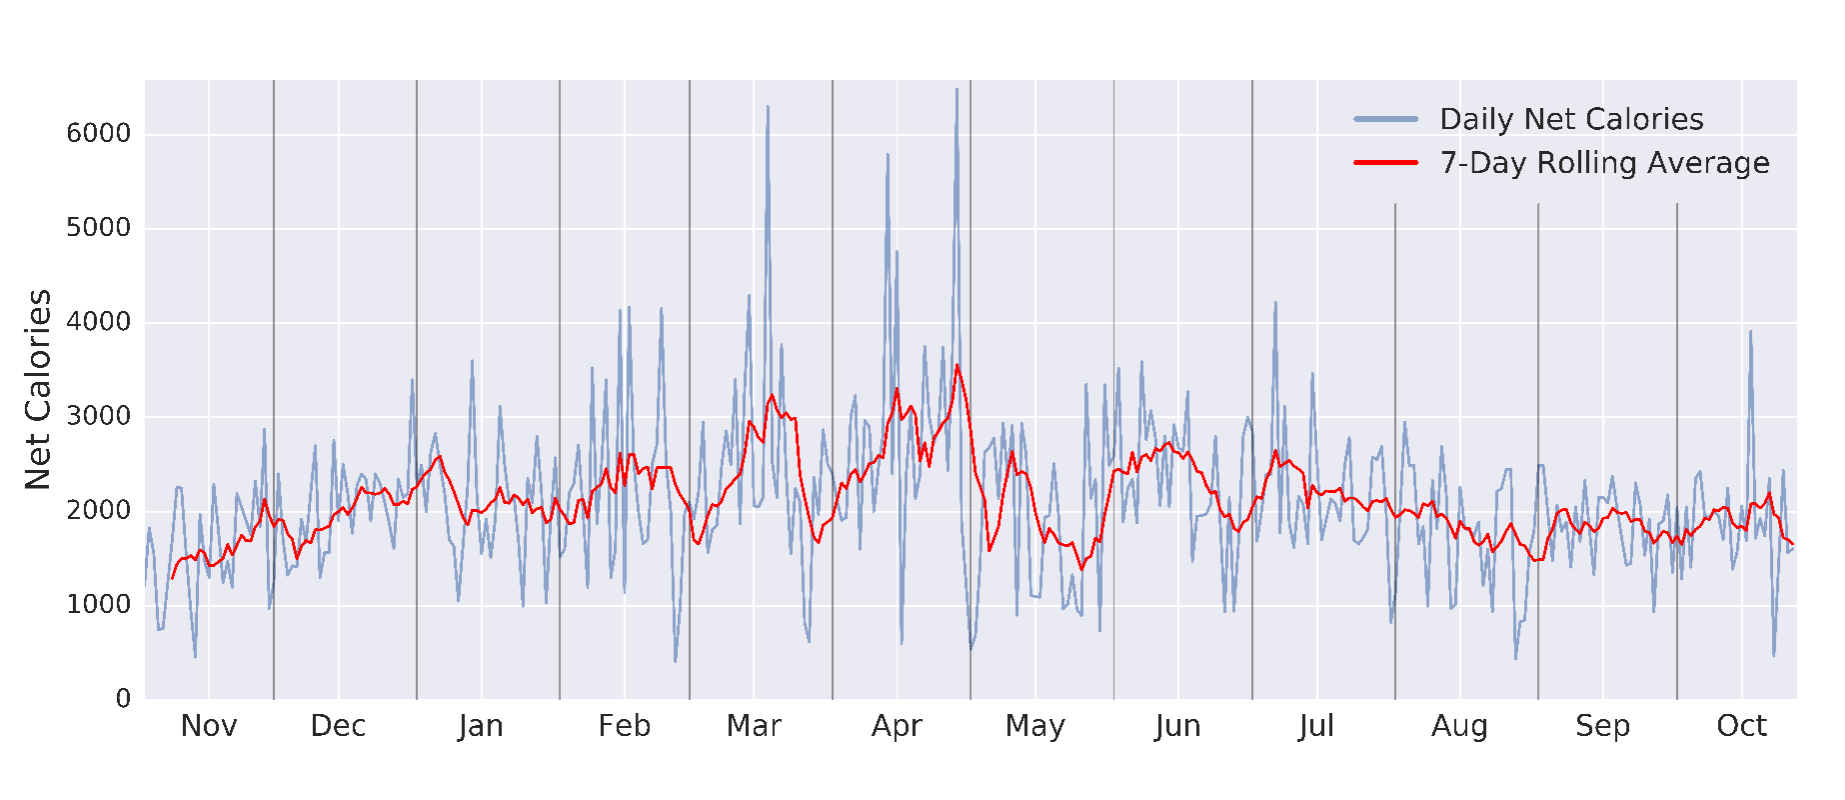 Daily Net Calories
7-Day Rolling Average
Net Calories
6000
5000
4000
3000
2000
1000
0
Nov Dec Jan Feb Mar Apr May Jun Jul Aug Sep Oct